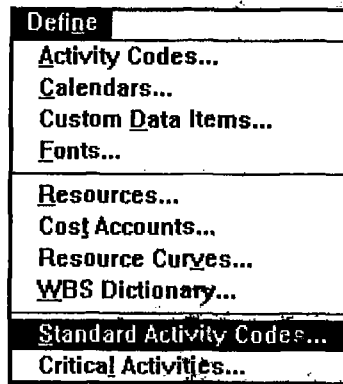 Define
Activity Codes...
Calendars...
Custom Data Items...
Fonts...
Resources...
Cost Accounts...
Resource Curves...
WBS Dictionary...
Standard Activity Codes...
Critical Activities...